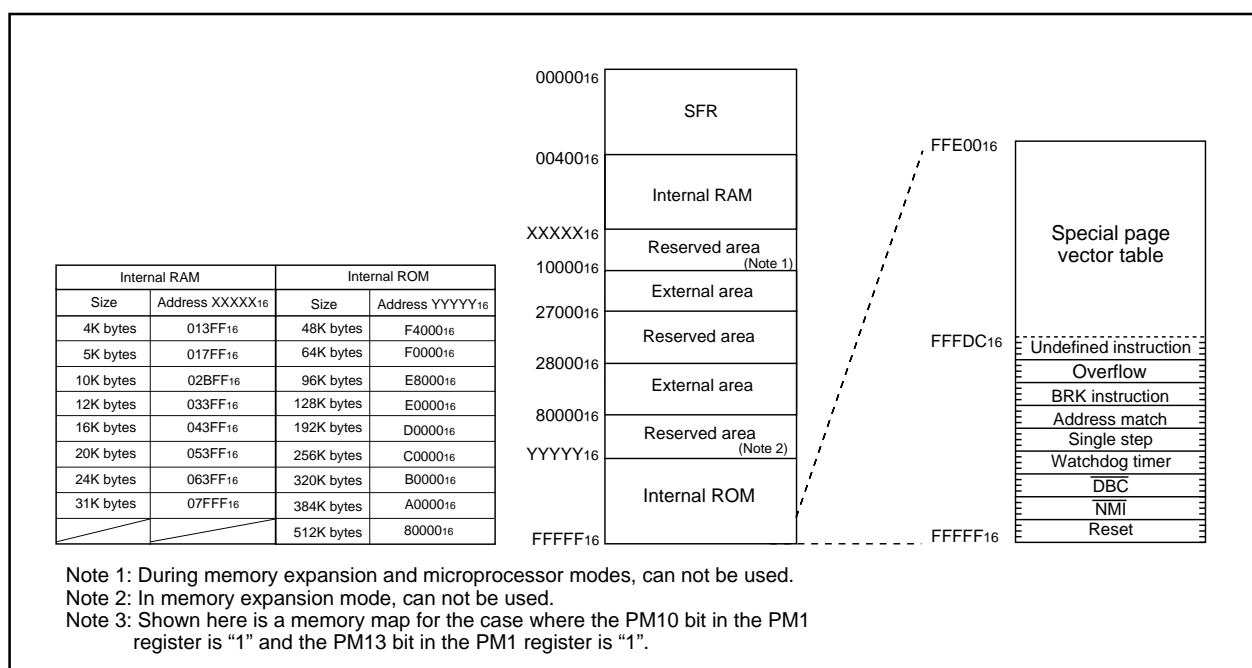 Internal RAM Internal ROM
Size Address XXXXX16 Size Address YYYYY16
4K bytes 013FF16 48K bytes F400016
5K bytes 017FF16 64K bytes F000016
10K bytes 02BFF16 96K bytes E800016
12K bytes 033FF16 128K bytes E000016
16K bytes 043FF16 192K bytes D000016
20K bytes 053FF16 256K bytes C000016
24K bytes 063FF16 320K bytes B000016
31K bytes 07FFF16 384K bytes A000016
512K bytes 8000016
0000016
SFR
0040016
Internal RAM
XXXXX16
Reserved area
(Note 1)
1000016
External area
2700016
Reserved area
2800016
External area
8000016
Reserved area
(Note 2)
YYYYY16
Internal ROM
FFFFF16
FFE0016
Special page
vector table
FFFDC16
Undefined instruction
Overflow
BRK instruction
Address match
Single step
Watchdog timer
DBC
NMI
Reset
FFFFF16
Note 1: During memory expansion and microprocessor modes, can not be used.
Note 2: In memory expansion mode, can not be used.
Note 3: Shown here is a memory map for the case where the PM10 bit in the PM1
register is “1” and the PM13 bit in the PM1 register is “1”.